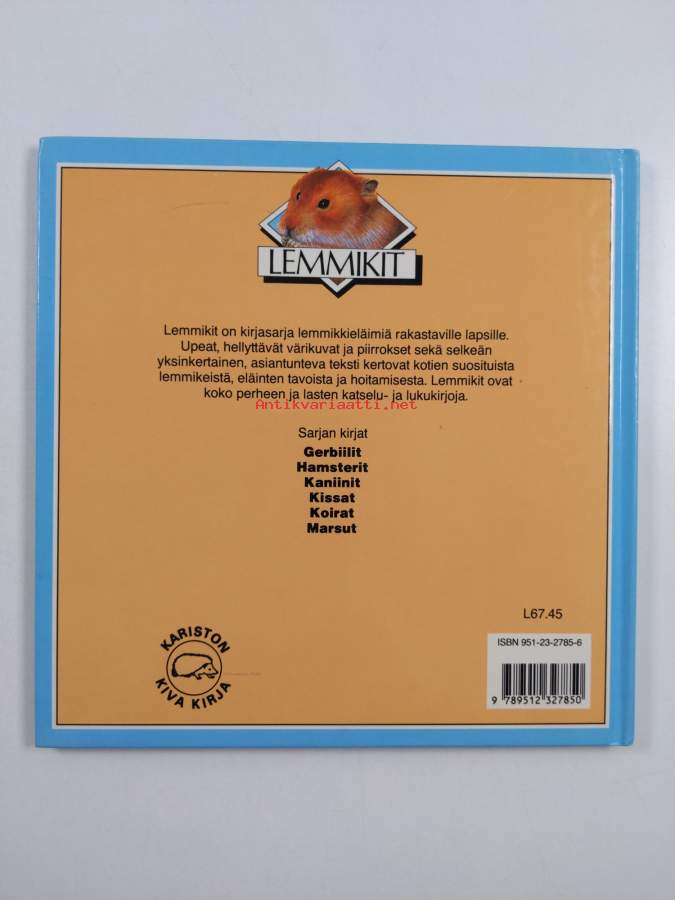 LEMMIKIT
Lemmikit on kirjasarja lemmikkieläimiä rakastaville lapsille.
Upeat, hellyttävät värikuvat ja piirrokset sekä selkeän
yksinkertainen, asiantunteva teksti kertovat kotien suosituista
lemmikeistä, eläinten tavoista ja hoitamisesta. Lemmikit ovat
koko perheen ja lasten katselu- ja lukukirjoja.
Antikvariaatti.net
Sarjan kirjat
Gerbiilit
Hamsterit
Kaniinit
Kissat
Koirat
Marsut
L67.45
ISBN 951-23-2785-6
9 789512 327850
KARISTON
KIVA KIRJA